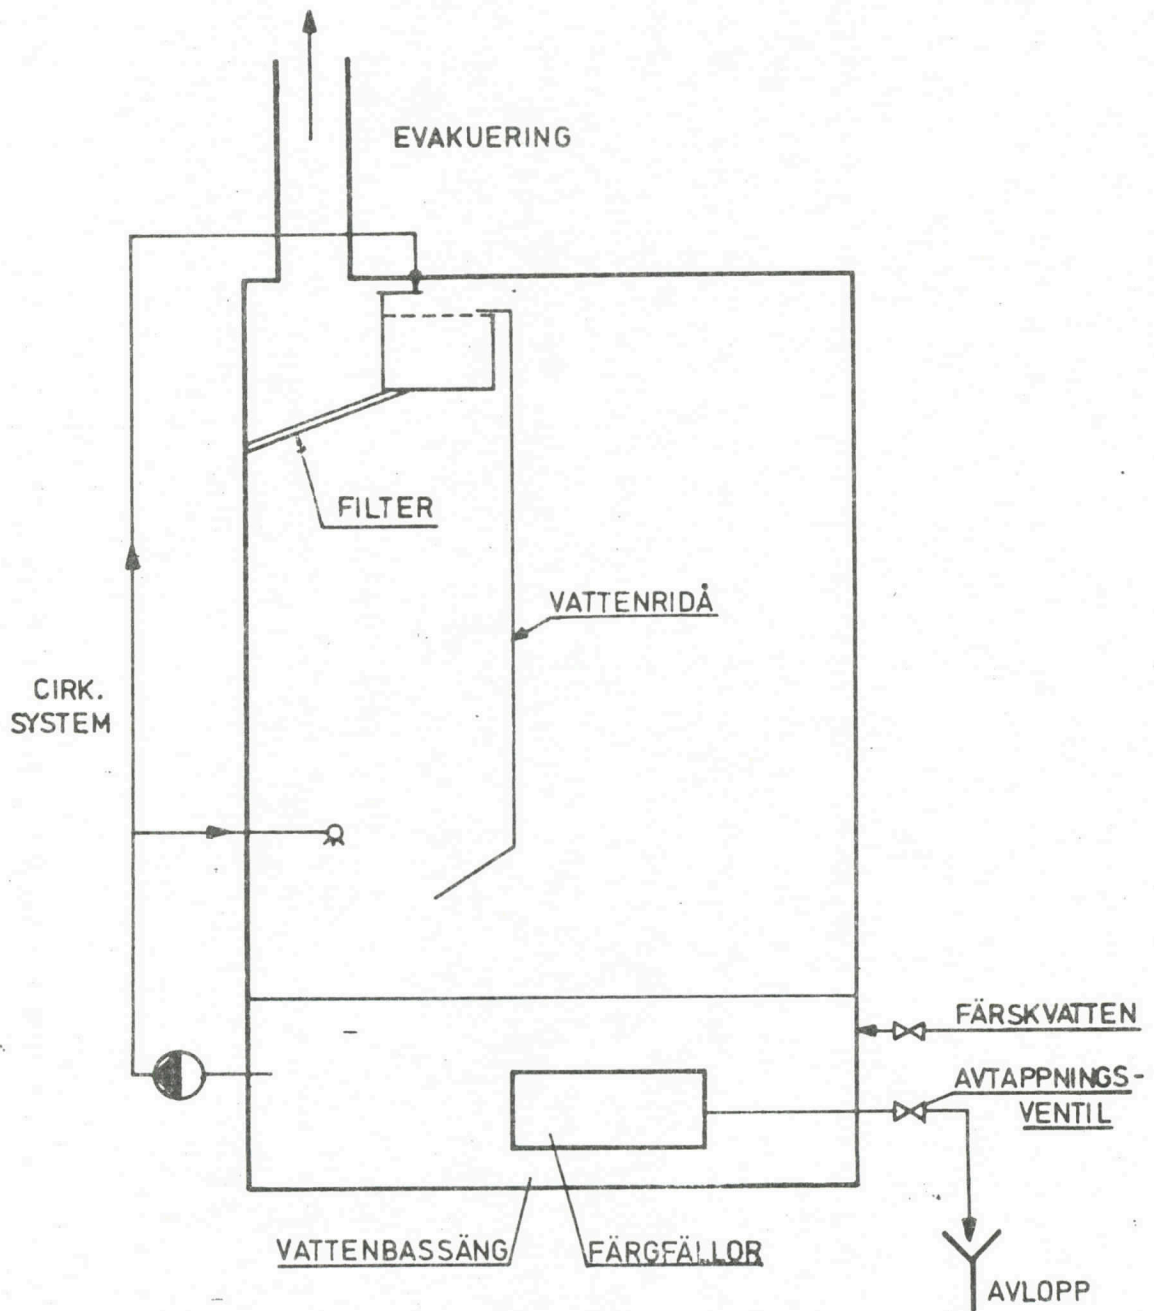 EVAKUERING
FILTER
VATTENRIDÅ
CIRK.
SYSTEM
FÄRSKVATTEN
AVTAPPNINGS-
VENTIL
VATTENBASSÄNG
FÄRGFÄLLOR
AVLOPP